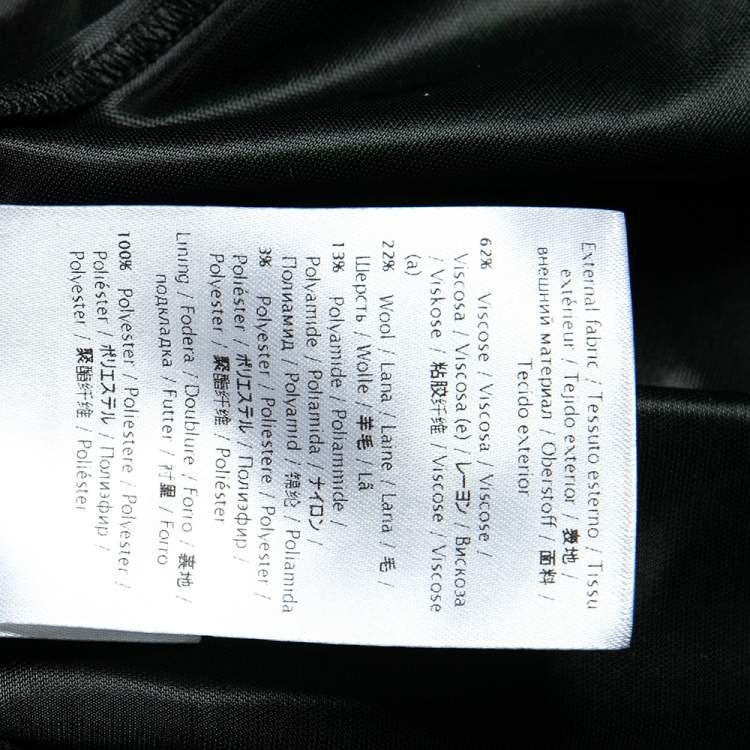 External fabric / Tessuto esterno / Tissu
extérieur / Tejido exterior / 表地 /
внешний материал / Oberstoff / 面料 /
Tecido exterior
62% Viscose / Viscosa / Viscose /
Viscosa / Viscosa (e) / レーヨン / Вискоза
/ Viskose / 粘胶纤维 / Viscose / Viscose
(a)
22% Wool / Lana / Laine / Lana / 毛 /
Шерсть / Wolle / 羊毛 / Lã
13% Polyamide / Poliammide /
Polyamide / Poliamida / ナイロン /
Полиамид / Polyamid / 锦纶 / Poliamida
3% Polyester / Poliestere / Polyester /
Poliéster / ポリエステル / Полиэфир /
Polyester / 聚酯纤维 / Poliéster
Lining / Fodera / Doublure / Forro / 裏地 /
подкладка / Futter / 衬里 / Forro
100% Polyester / Poliestere / Polyester /
Poliéster / ポリエステル / Полиэфир /
Polyester / 聚酯纤维 / Poliéster